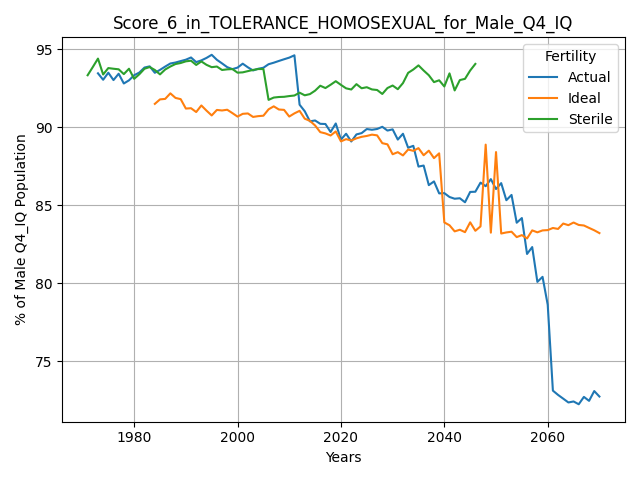 Score_6_in_TOLERANCE_HOMOSEXUAL_for_Male_Q4_IQ
Fertility
Actual
Ideal
Sterile
95
90
85
80
75
% of Male Q4_IQ Population
1980
2000
2020
2040
2060
Years